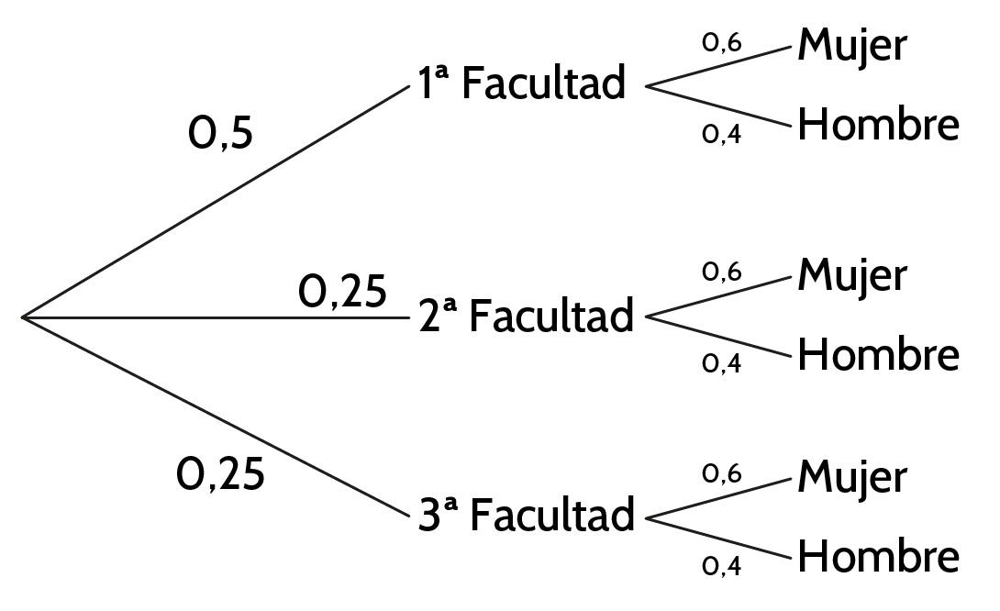 0,5
1ª Facultad
0,6
Mujer
0,4
Hombre
0,25
2ª Facultad
0,6
Mujer
0,4
Hombre
0,25
3ª Facultad
0,6
Mujer
0,4
Hombre